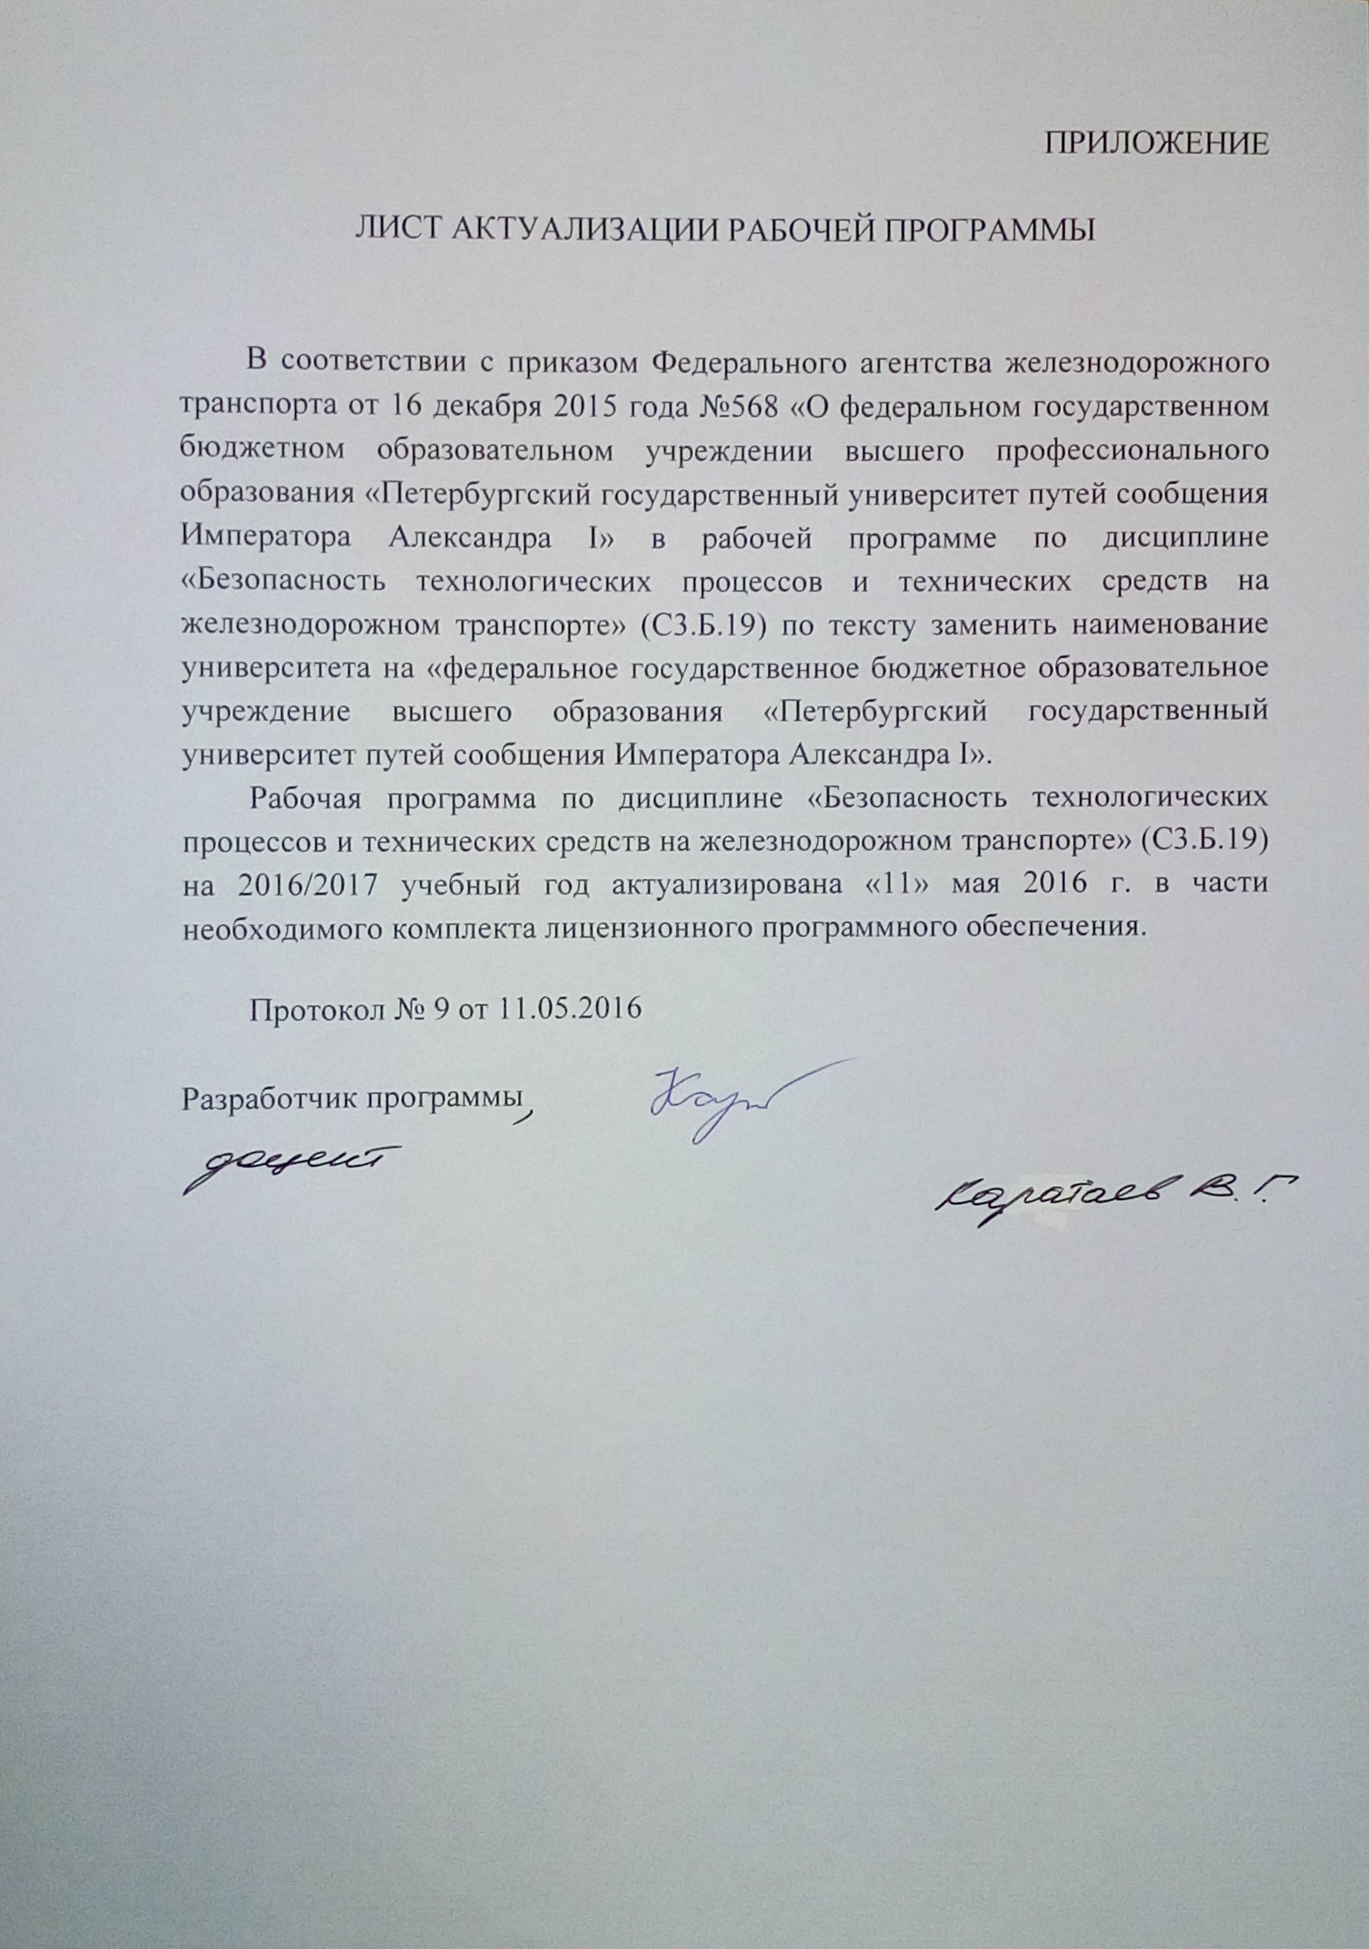 ПРИЛОЖЕНИЕ
ЛИСТ АКТУАЛИЗАЦИИ РАБОЧЕЙ ПРОГРАММЫ
В соответствии с приказом Федерального агентства железнодорожного
транспорта от 16 декабря 2015 года №568 «О федеральном государственном
бюджетном образовательном учреждении высшего профессионального
образования «Петербургский государственный университет путей сообщения
Императора Александра I» в рабочей программе по дисциплине
«Безопасность технологических процессов и технических средств на
железнодорожном транспорте» (С3.Б.19) по тексту заменить наименование
университета на «федеральное государственное бюджетное образовательное
учреждение высшего образования «Петербургский государственный
университет путей сообщения Императора Александра I».
Рабочая программа по дисциплине «Безопасность технологических
процессов и технических средств на железнодорожном транспорте» (С3.Б.19)
на 2016/2017 учебный год актуализирована «11» мая 2016 г. в части
необходимого комплекта лицензионного программного обеспечения.
Протокол № 9 от 11.05.2016
Разработчик программы,
доцент
Каратаев В.Г.